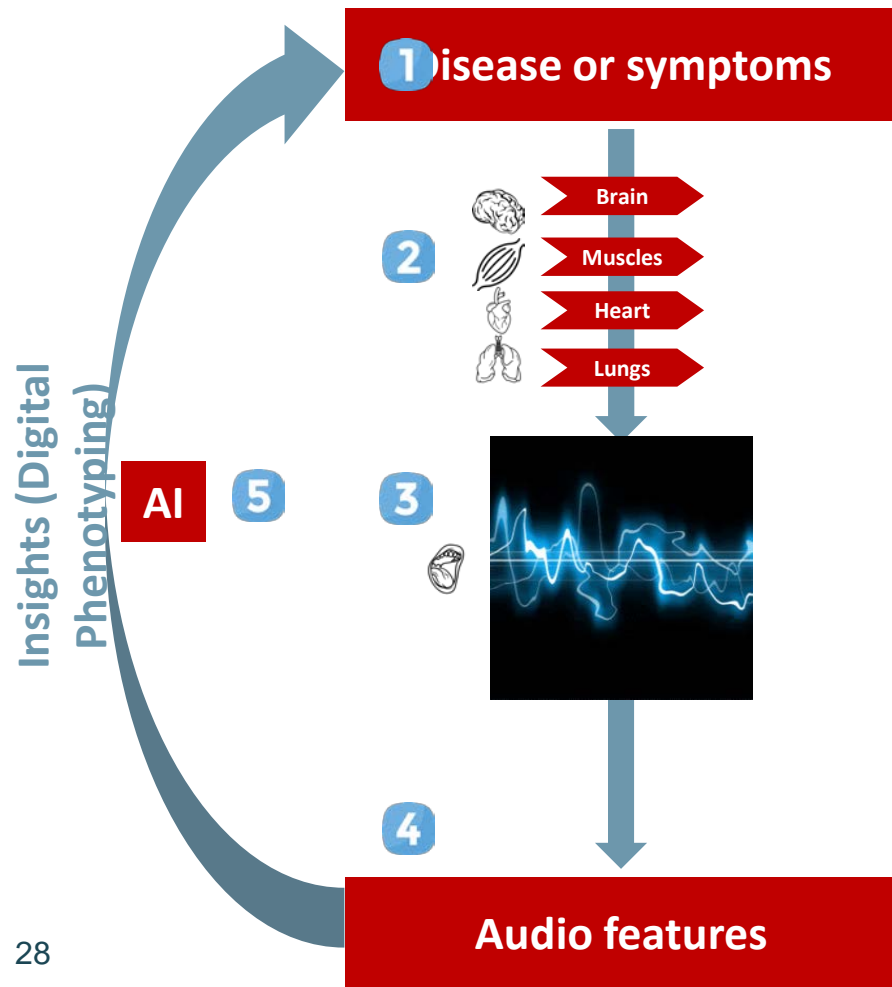 1
Disease or symptoms
Brain
2
Muscles
Heart
Lungs
Insights (Digital
Phenotyping)
AI
5
3
4
Audio features
28